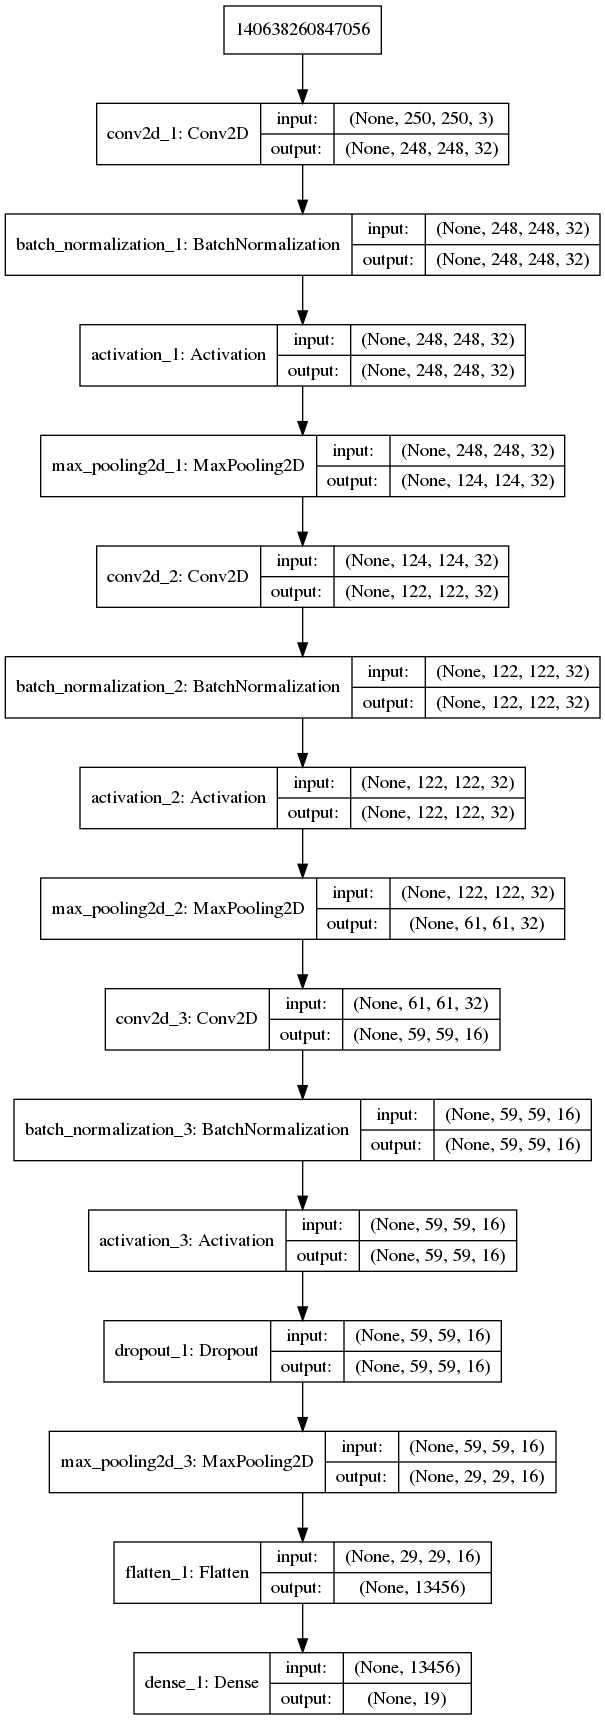 140638260847056
conv2d_1: Conv2D
input: (None, 250, 250, 3)
output: (None, 248, 248, 32)
batch_normalization_1: BatchNormalization
input: (None, 248, 248, 32)
output: (None, 248, 248, 32)
activation_1: Activation
input: (None, 248, 248, 32)
output: (None, 248, 248, 32)
max_pooling2d_1: MaxPooling2D
input: (None, 248, 248, 32)
output: (None, 124, 124, 32)
conv2d_2: Conv2D
input: (None, 124, 124, 32)
output: (None, 122, 122, 32)
batch_normalization_2: BatchNormalization
input: (None, 122, 122, 32)
output: (None, 122, 122, 32)
activation_2: Activation
input: (None, 122, 122, 32)
output: (None, 122, 122, 32)
max_pooling2d_2: MaxPooling2D
input: (None, 122, 122, 32)
output: (None, 61, 61, 32)
conv2d_3: Conv2D
input: (None, 61, 61, 32)
output: (None, 59, 59, 16)
batch_normalization_3: BatchNormalization
input: (None, 59, 59, 16)
output: (None, 59, 59, 16)
activation_3: Activation
input: (None, 59, 59, 16)
output: (None, 59, 59, 16)
dropout_1: Dropout
input: (None, 59, 59, 16)
output: (None, 59, 59, 16)
max_pooling2d_3: MaxPooling2D
input: (None, 59, 59, 16)
output: (None, 29, 29, 16)
flatten_1: Flatten
input: (None, 29, 29, 16)
output: (None, 13456)
dense_1: Dense
input: (None, 13456)
output: (None, 19)